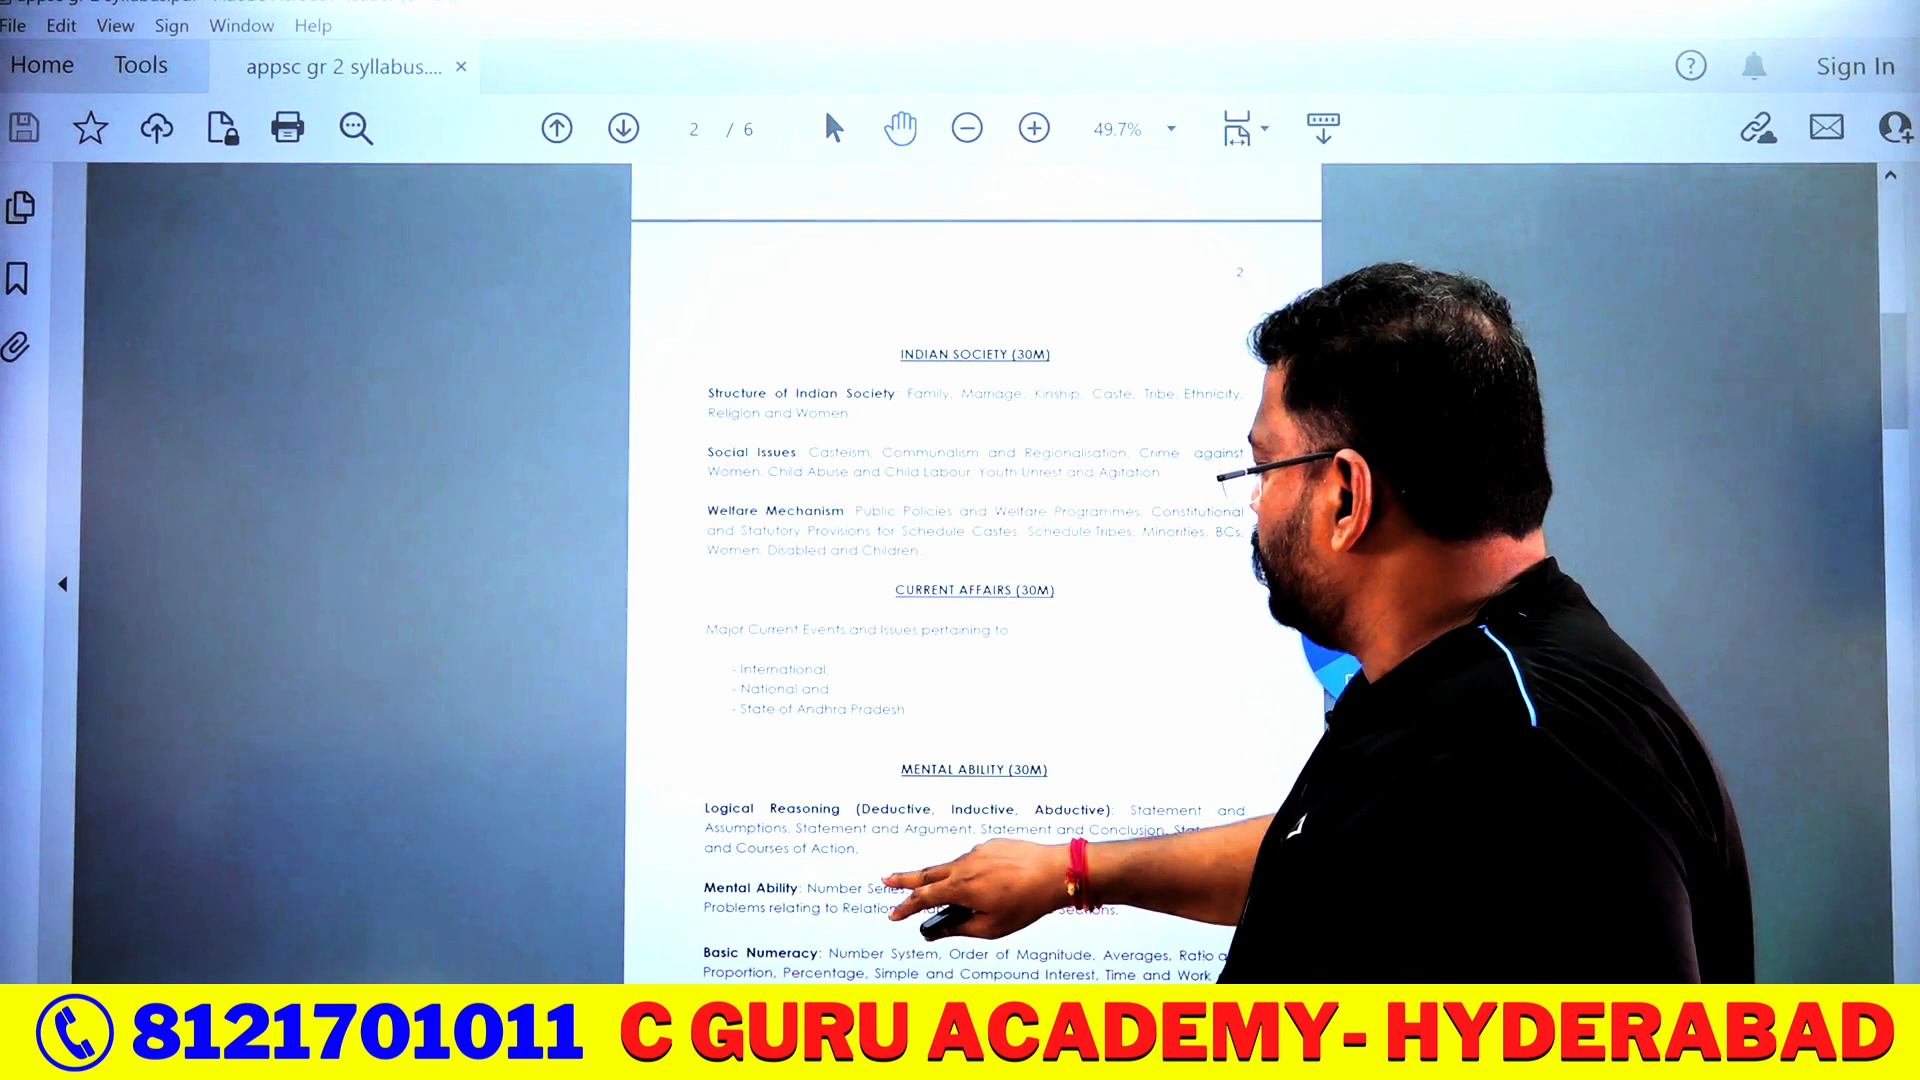 File Edit View Sign Window Help
Home Tools appsc gr 2 syllabus.... × ? Sign In
2 / 6 49.7%
2
INDIAN SOCIETY (30M)
Structure of Indian Society: Family, Marriage, Kinship, Caste, Tribe, Ethnicity,
Religion and Women
Social Issues: Casteism, Communalism and Regionalisation, Crime against
Women, Child Abuse and Child Labour, Youth Unrest and Agitation
Welfare Mechanism: Public Policies and Welfare Programmes, Constitutional
and Statutory Provisions for Schedule Castes, Schedule Tribes, Minorities, BCs,
Women, Disabled and Children
CURRENT AFFAIRS (30M)
Major Current Events and Issues pertaining to
- International,
- National and
- State of Andhra Pradesh
MENTAL ABILITY (30M)
Logical Reasoning (Deductive, Inductive, Abductive): Statement and
Assumptions, Statement and Argument, Statement and Conclusion,
and Courses of Action.
Mental Ability: Number
Problems relating to Sections.
Basic Numeracy: Number System, Order of Magnitude, Averages, Ratio
Proportion, Percentage, Simple and Compound Interest, Time and Work
8121701011 C GURU ACADEMY- HYDERABAD